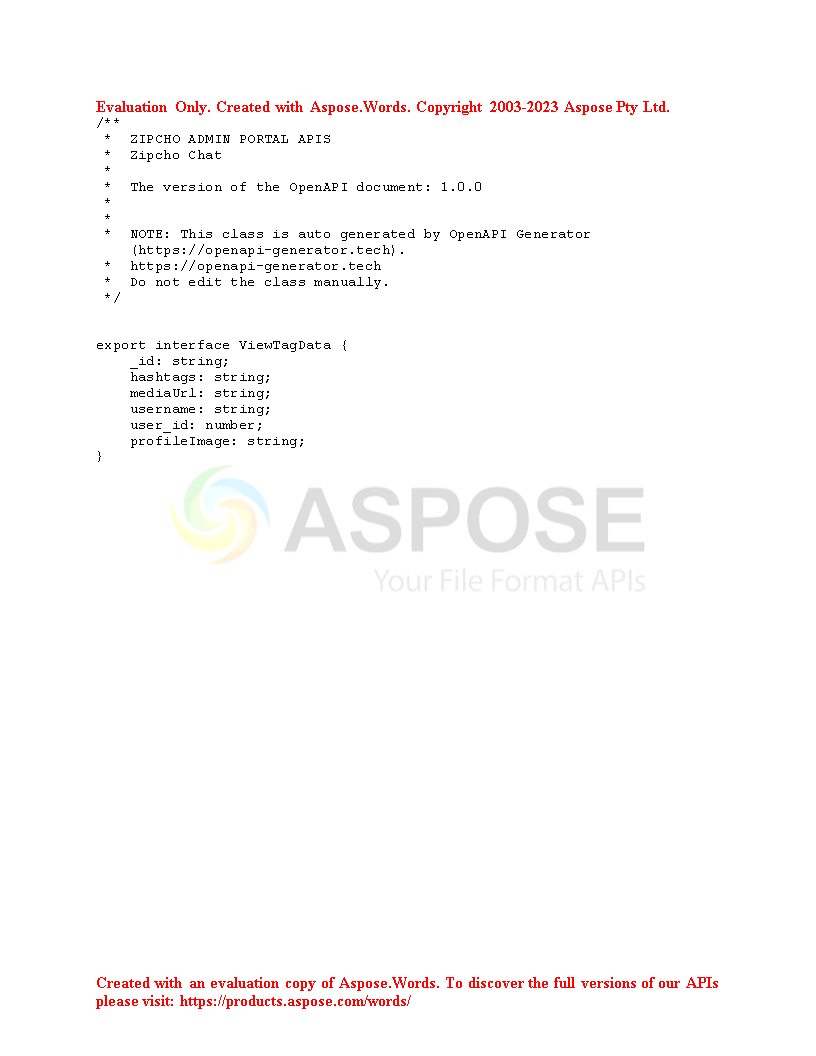 Evaluation Only. Created with Aspose.Words. Copyright 2003-2023 Aspose Pty Ltd.
/**
 *  ZIPCHO ADMIN PORTAL APIS
 *  Zipcho Chat
 *
 *  The version of the OpenAPI document: 1.0.0
 *
 *
 *  NOTE: This class is auto generated by OpenAPI Generator
    (https://openapi-generator.tech).
 *  https://openapi-generator.tech
 *  Do not edit the class manually.
 */
export interface ViewTagData {
    _id: string;
    hashtags: string;
    mediaUrl: string;
    username: string;
    user_id: number;
    profileImage: string;
}
ASPOSE
Your File Format APIs
Created with an evaluation copy of Aspose.Words. To discover the full versions of our APIs
please visit: https://products.aspose.com/words/